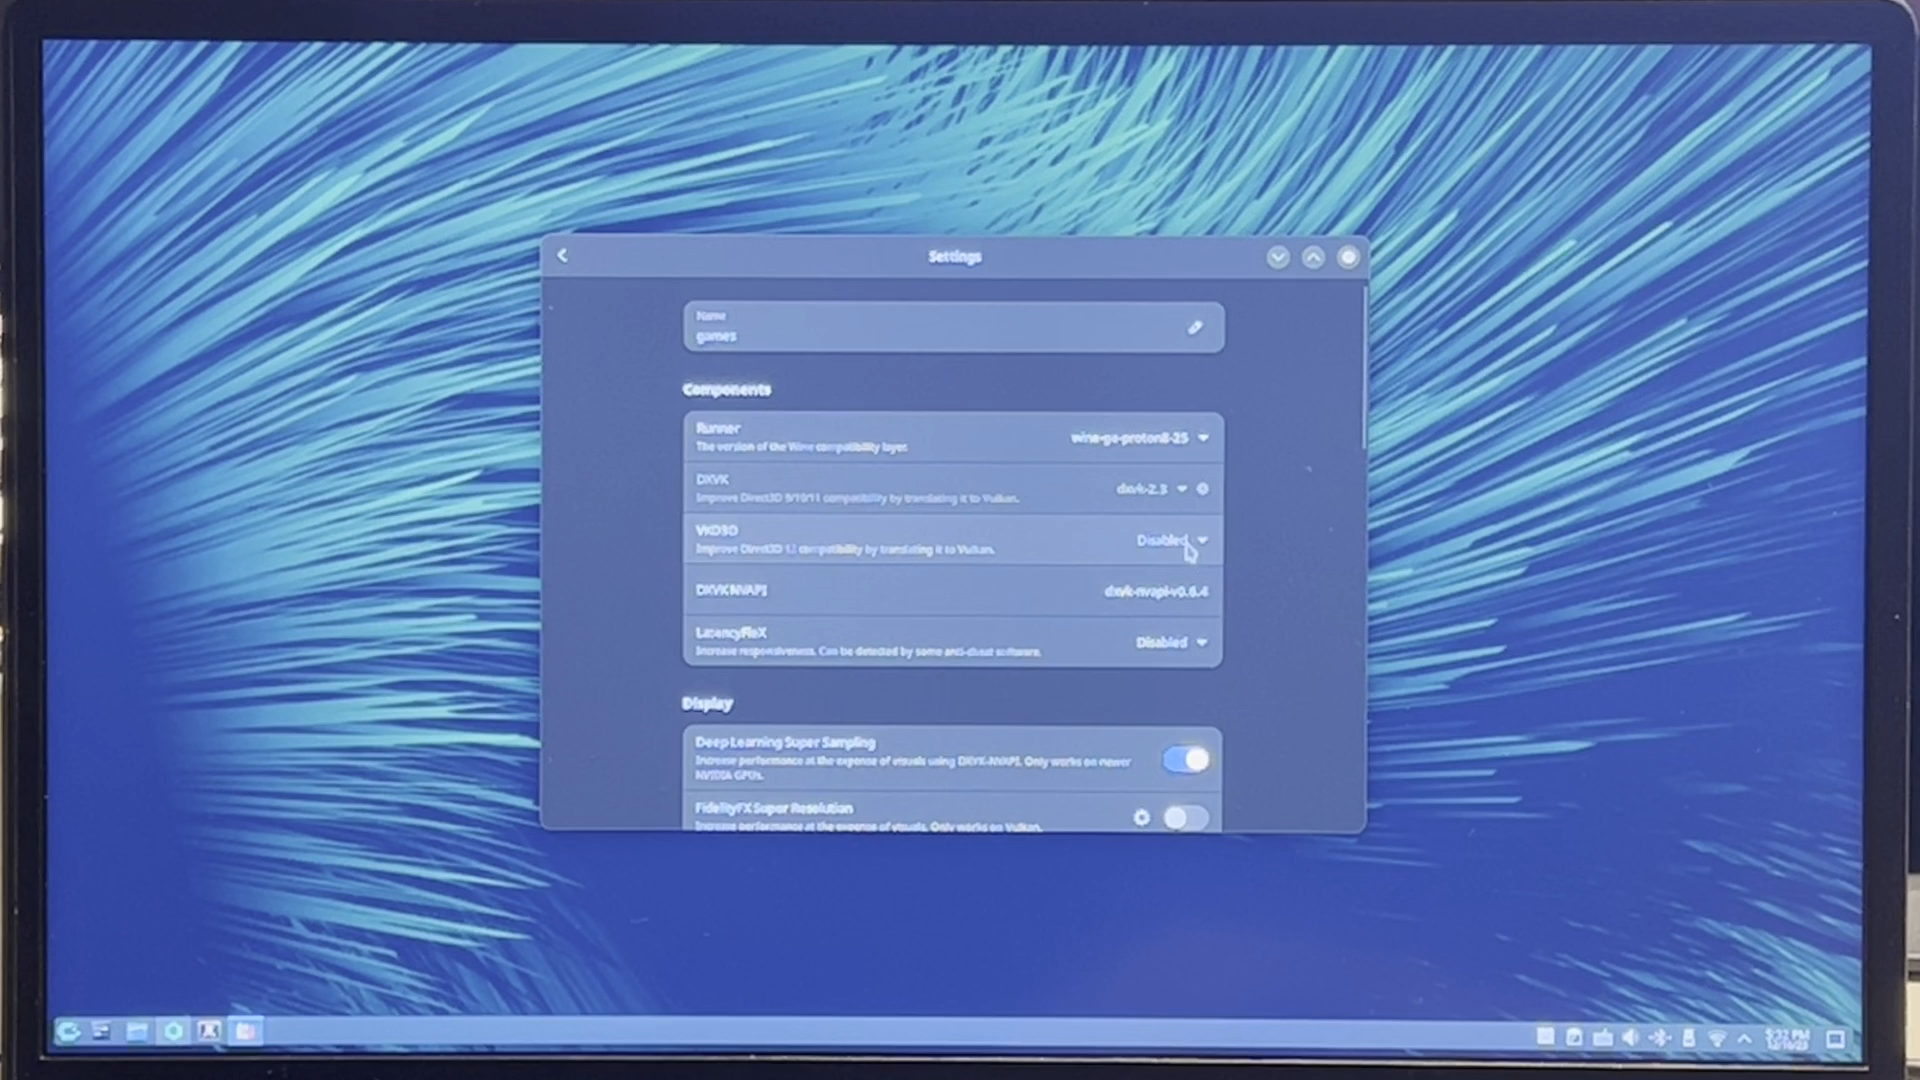 Settings
Name
games
Components
Runner
The version of the Wine compatibility layer.
wine-ge-proton8-25
DXVK
Improve Direct3D 9/10/11 compatibility by translating it to Vulkan.
dxvk-2.3
VKD3D
Improve Direct3D 12 compatibility by translating it to Vulkan.
Disabled
DXVK NVAPI
dxvk-nvapi-v0.6.4
LatencyFleX
Increase responsiveness. Can be detected by some anti-cheat software.
Disabled
Display
Deep Learning Super Sampling
Increase performance at the expense of visuals using DXVK-NVAPI. Only works on newer
NVIDIA GPUs.
FidelityFX Super Resolution
Increase performance at the expense of visuals. Only works on Vulkan.
5:32 PM